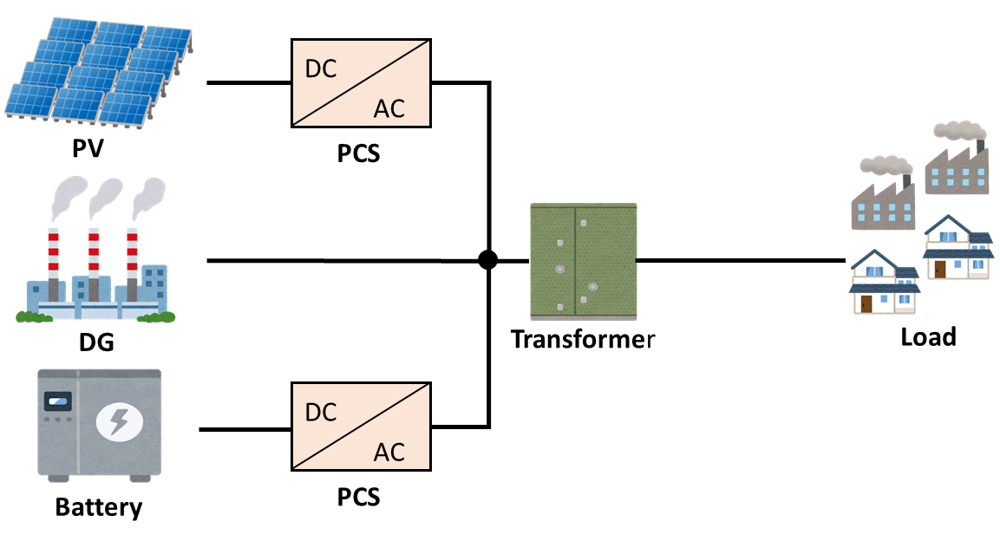 DC
AC
PV
PCS
DG
Transformer
Load
DC
AC
Battery
PCS